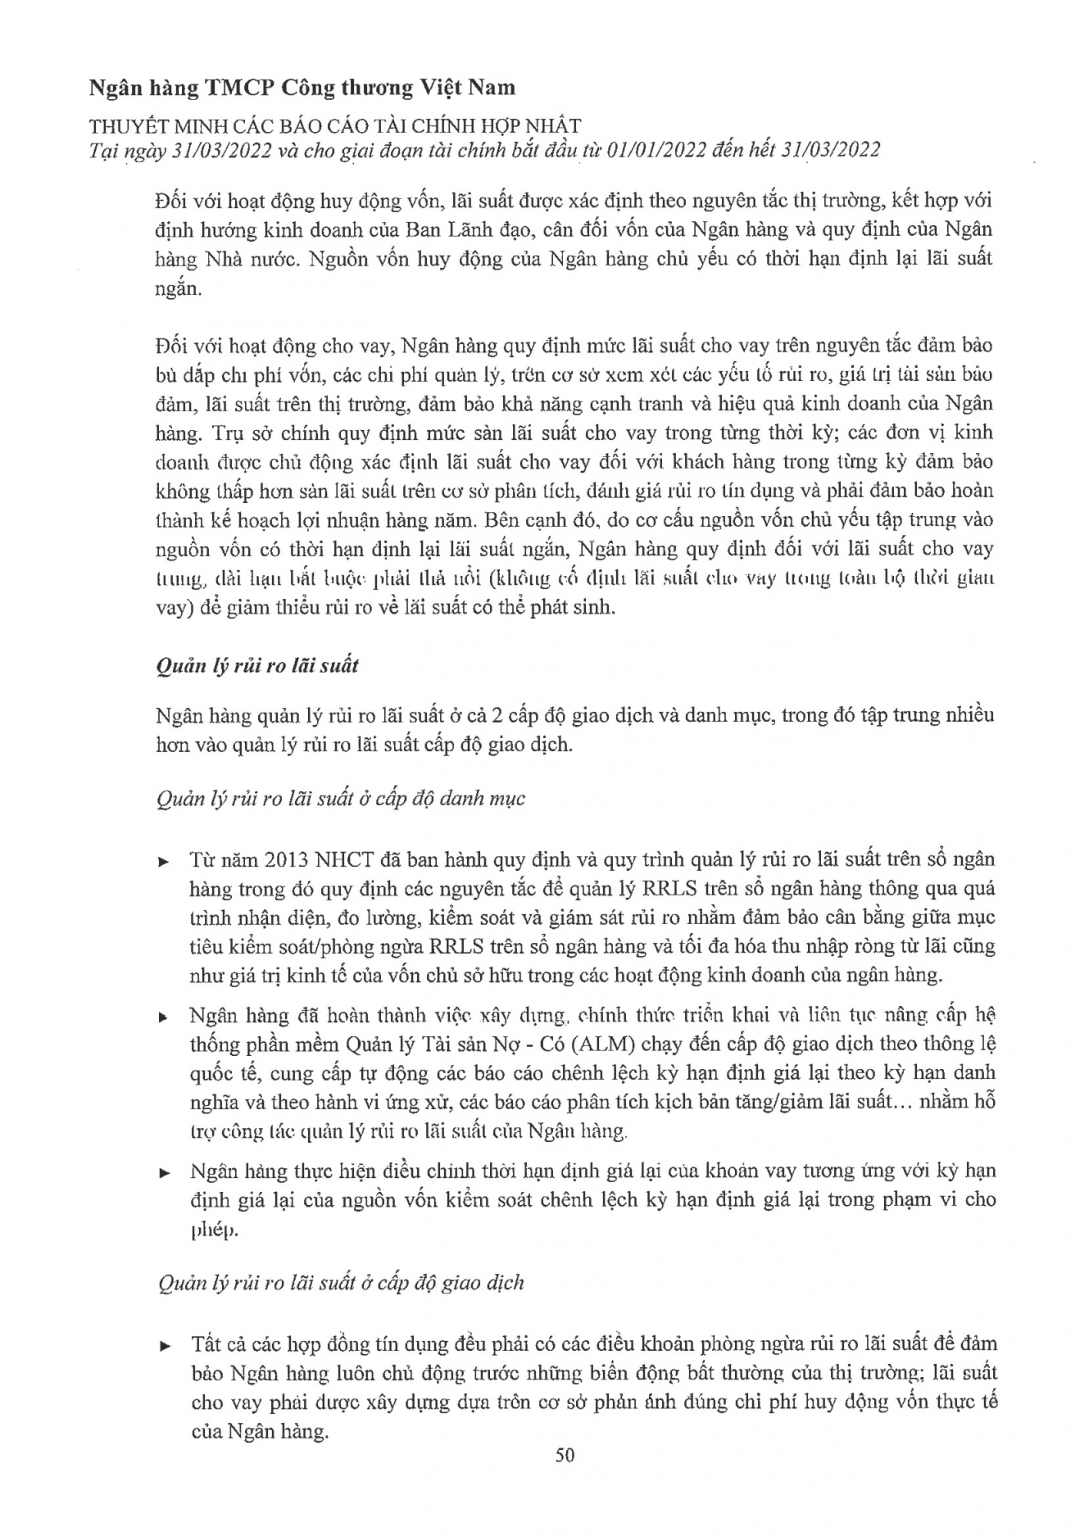 Ngân hàng TMCP Công thương Việt Nam
THUYẾT MINH CÁC BÁO CÁO TÀI CHÍNH HỢP NHẤT
Tại ngày 31/03/2022 và cho giai đoạn tài chính bắt đầu từ 01/01/2022 đến hết 31/03/2022
Đối với hoạt động huy động vốn, lãi suất được xác định theo nguyên tắc thị trường, kết hợp với
định hướng kinh doanh của Ban Lãnh đạo, cân đối vốn của Ngân hàng và quy định của Ngân
hàng Nhà nước. Nguồn vốn huy động của Ngân hàng chủ yếu có thời hạn định lại lãi suất
ngắn.
Đối với hoạt động cho vay, Ngân hàng quy định mức lãi suất cho vay trên nguyên tắc đảm bảo
bù đắp chi phí vốn, các chi phí quản lý, trên cơ sở xem xét các yếu tố rủi ro, giá trị tài sản bảo
đảm, lãi suất trên thị trường, đảm bảo khả năng cạnh tranh và hiệu quả kinh doanh của Ngân
hàng. Trụ sở chính quy định mức sàn lãi suất cho vay trong từng thời kỳ; các đơn vị kinh
doanh được chủ động xác định lãi suất cho vay đối với khách hàng trong từng kỳ đảm bảo
không thấp hơn sàn lãi suất trên cơ sở phân tích, đánh giá rủi ro tín dụng và phải đảm bảo hoàn
thành kế hoạch lợi nhuận hàng năm. Bên cạnh đó, do cơ cấu nguồn vốn chủ yếu tập trung vào
nguồn vốn có thời hạn định lại lãi suất ngắn, Ngân hàng quy định đối với lãi suất cho vay
trung, dài hạn bắt buộc phải thả nổi (không cố định lãi suất cho vay trong toàn bộ thời gian
vay) để giảm thiểu rủi ro về lãi suất có thể phát sinh.
Quản lý rủi ro lãi suất
Ngân hàng quản lý rủi ro lãi suất ở cả 2 cấp độ giao dịch và danh mục, trong đó tập trung nhiều
hơn vào quản lý rủi ro lãi suất cấp độ giao dịch.
Quản lý rủi ro lãi suất ở cấp độ danh mục
► Từ năm 2013 NHCT đã ban hành quy định và quy trình quản lý rủi ro lãi suất trên sổ ngân
hàng trong đó quy định các nguyên tắc để quản lý RRLS trên sổ ngân hàng thông qua quá
trình nhận diện, đo lường, kiểm soát và giám sát rủi ro nhằm đảm bảo cân bằng giữa mục
tiêu kiểm soát/phòng ngừa RRLS trên sổ ngân hàng và tối đa hóa thu nhập ròng từ lãi cũng
như giá trị kinh tế của vốn chủ sở hữu trong các hoạt động kinh doanh của ngân hàng.
► Ngân hàng đã hoàn thành việc xây dựng, chính thức triển khai và liên tục nâng cấp hệ
thống phần mềm Quản lý Tài sản Nợ - Có (ALM) chạy đến cấp độ giao dịch theo thông lệ
quốc tế, cung cấp tự động các báo cáo chênh lệch kỳ hạn định giá lại theo kỳ hạn danh
nghĩa và theo hành vi ứng xử, các báo cáo phân tích kịch bản tăng/giảm lãi suất… nhằm hỗ
trợ công tác quản lý rủi ro lãi suất của Ngân hàng.
► Ngân hàng thực hiện điều chỉnh thời hạn định giá lại của khoản vay tương ứng với kỳ hạn
định giá lại của nguồn vốn kiểm soát chênh lệch kỳ hạn định giá lại trong phạm vi cho
phép.
Quản lý rủi ro lãi suất ở cấp độ giao dịch
► Tất cả các hợp đồng tín dụng đều phải có các điều khoản phòng ngừa rủi ro lãi suất để đảm
bảo Ngân hàng luôn chủ động trước những biến động bất thường của thị trường; lãi suất
cho vay phải được xây dựng dựa trên cơ sở phản ánh đúng chi phí huy động vốn thực tế
của Ngân hàng.
50